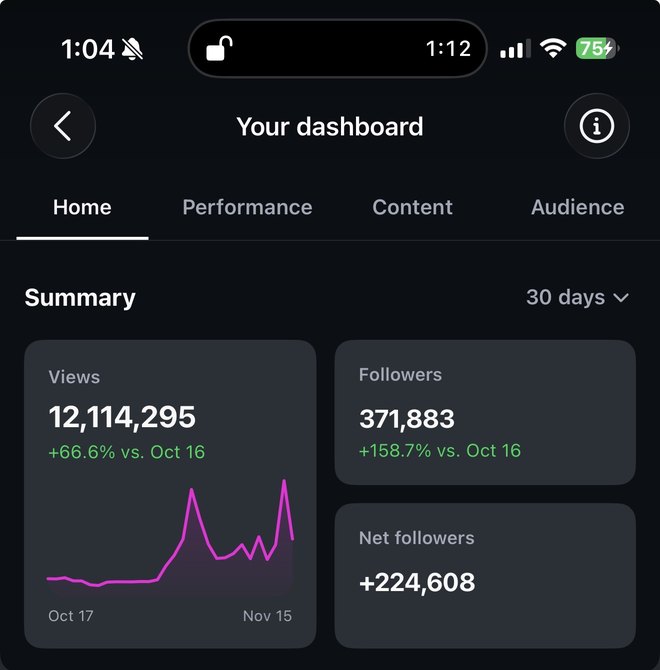 1:04
1:12
75
Your dashboard
Home Performance Content Audience
Summary
30 days
Views
12,114,295
+66.6% vs. Oct 16
Oct 17 Nov 15
Followers
371,883
+158.7% vs. Oct 16
Net followers
+224,608